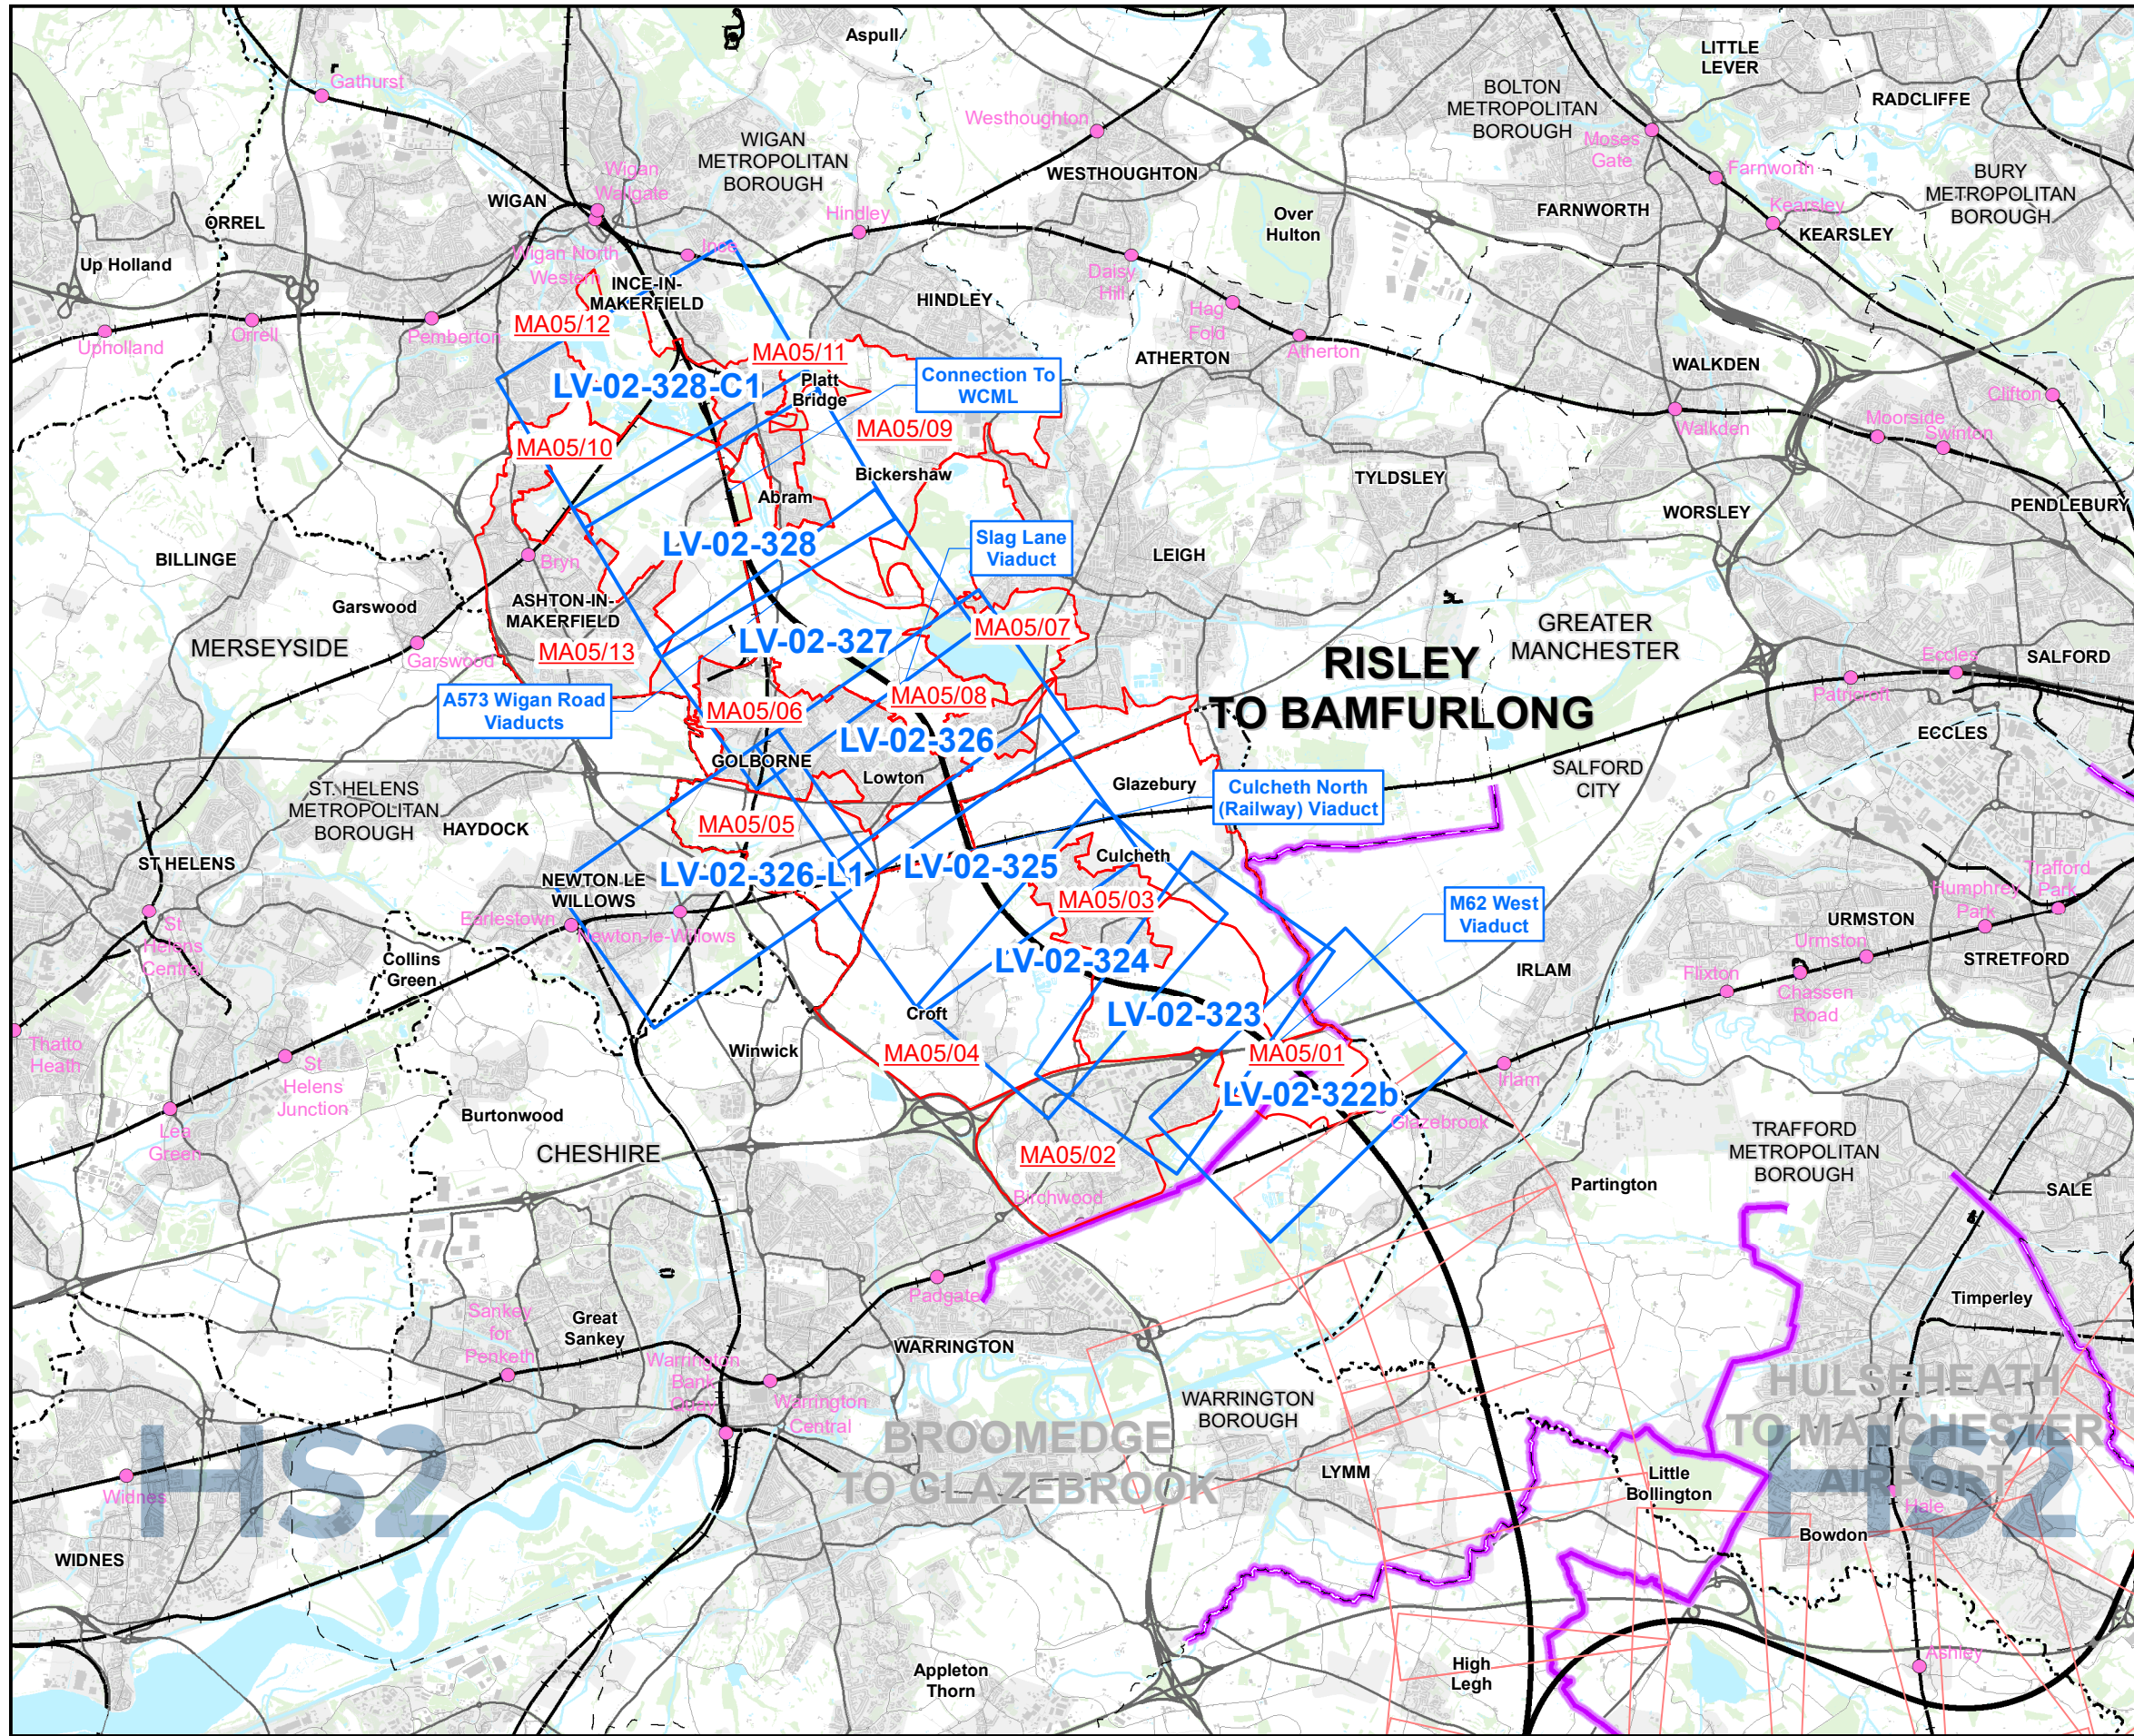 Aspull
LITTLE
LEVER
Gathurst
BOLTON
METROPOLITAN
BOROUGH
RADCLIFFE
Westhoughton
WIGAN
METROPOLITAN
BOROUGH
Moses
Gate
Farnworth
BURY
METROPOLITAN
BOROUGH
Wigan
Wallgate
WESTHOUGHTON
WIGAN
ORREL
Hindley
Over
Hulton
FARNWORTH
Kearsley
KEARSLEY
Up Holland
Wigan North
Western
Ince
INCE-IN-
MAKERFIELD
HINDLEY
Daisy
Hill
Hag
Fold
MA05/12
Upholland
Orrell
Pemberton
MA05/11
ATHERTON
Atherton
WALKDEN
LV-02-328-C1
Platt
Bridge
Connection To
WCML
Clifton
MA05/10
MA05/09
Walkden
Moorside
Swinton
Bickershaw
TYLDSLEY
Abram
WORSLEY
PENDLEBURY
BILLINGE
LV-02-328
Slag Lane
Viaduct
LEIGH
Bryn
Garswood
ASHTON-IN-
MAKERFIELD
MERSEYSIDE
Garswood
MA05/13
LV-02-327
MA05/07
GREATER
MANCHESTER
RISLEY
TO BAMFURLONG
Eccles
SALFORD
Patricroft
A573 Wigan Road
Viaducts
MA05/06
MA05/08
LV-02-326
ECCLES
GOLBORNE
Lowton
Glazebury
SALFORD
CITY
Culcheth North
(Railway) Viaduct
ST. HELENS
METROPOLITAN
BOROUGH
HAYDOCK
MA05/05
ST HELENS
LV-02-326-L1
LV-02-325
Culcheth
NEWTON LE
WILLOWS
MA05/03
Trafford
Park
Humphrey
Park
M62 West
Viaduct
Earlestown
Newton-le-Willows
St
Helens
Central
URMSTON
Urmston
Collins
Green
LV-02-324
IRLAM
STRETFORD
Flixton
Chassen
Road
Croft
LV-02-323
Thatto
Heath
St
Helens
Junction
Winwick
MA05/04
MA05/01
Irlam
LV-02-322b
Burtonwood
Glazebrook
Lea
Green
CHESHIRE
MA05/02
TRAFFORD
METROPOLITAN
BOROUGH
Birchwood
Partington
SALE
Padgate
Timperley
Sankey
for
Penketh
Great
Sankey
WARRINGTON
Warrington
Bank
Quay
Warrington
Central
WARRINGTON
BOROUGH
HULSEHEATH
TO MANCHESTER
AIRPORT
BROOMEDGE
TO GLAZEBROOK
HS2
HS2
LYMM
Little
Bollington
Widnes
Hale
Bowdon
WIDNES
Appleton
Thorn
High
Legh
Ashley